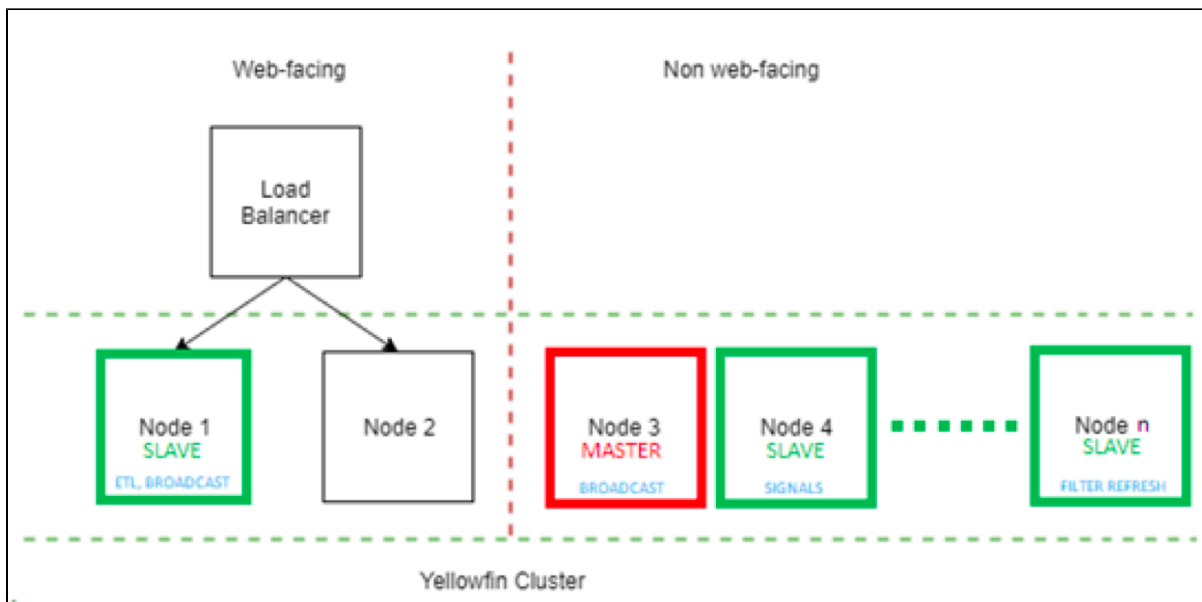 Web-facing
Non web-facing
Load
Balancer
Node 1
SLAVE
ETL, BROADCAST
Node 2
Node 3
MASTER
BROADCAST
Node 4
SLAVE
SIGNALS
Node n
SLAVE
FILTER REFRESH
Yellowfin Cluster